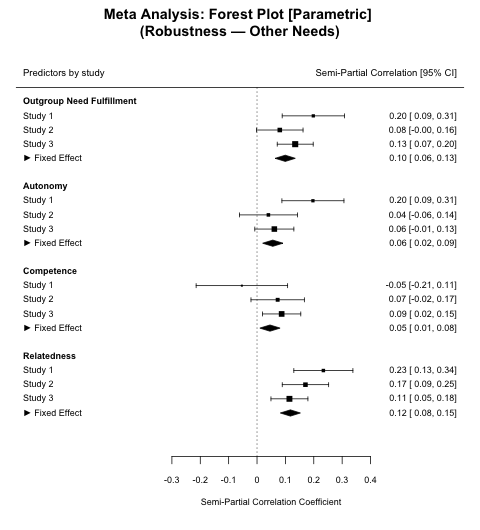 Meta Analysis: Forest Plot [Parametric]
(Robustness — Other Needs)
Predictors by study Semi-Partial Correlation [95% CI]
Outgroup Need Fulfillment
Study 1 0.20 [ 0.09, 0.31]
Study 2 0.08 [-0.00, 0.16]
Study 3 0.13 [ 0.07, 0.20]
► Fixed Effect 0.10 [ 0.06, 0.13]
Autonomy
Study 1 0.20 [ 0.09, 0.31]
Study 2 0.04 [-0.06, 0.14]
Study 3 0.06 [-0.01, 0.13]
► Fixed Effect 0.06 [ 0.02, 0.09]
Competence
Study 1 -0.05 [-0.21, 0.11]
Study 2 0.07 [-0.02, 0.17]
Study 3 0.09 [ 0.02, 0.15]
► Fixed Effect 0.05 [ 0.01, 0.08]
Relatedness
Study 1 0.23 [ 0.13, 0.34]
Study 2 0.17 [ 0.09, 0.25]
Study 3 0.11 [ 0.05, 0.18]
► Fixed Effect 0.12 [ 0.08, 0.15]
-0.3 -0.2 -0.1 0 0.1 0.2 0.3 0.4
Semi-Partial Correlation Coefficient